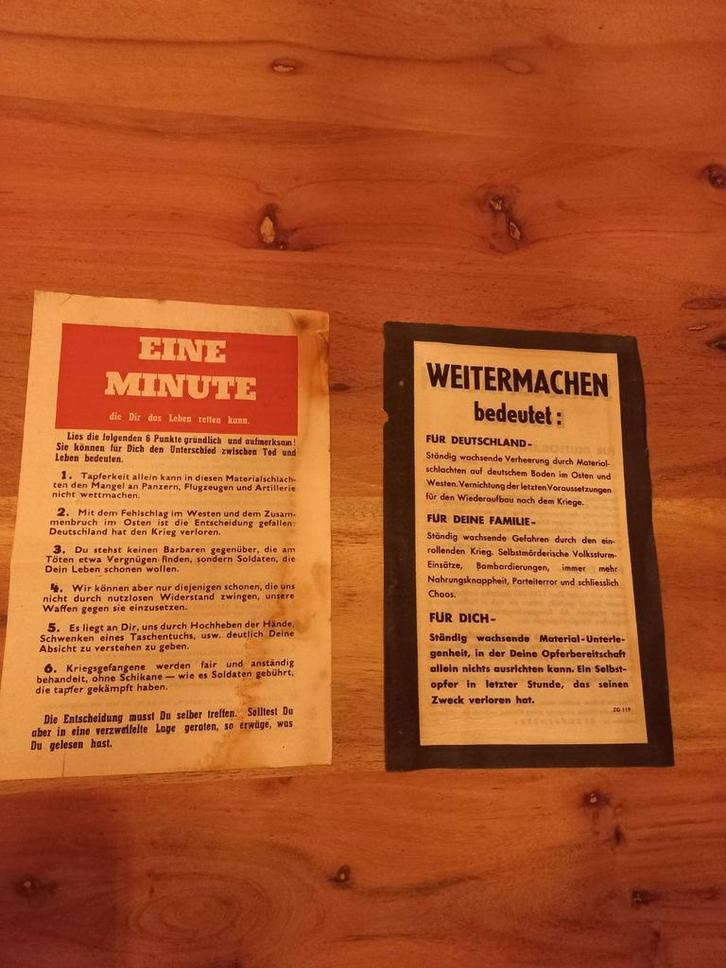 EINE
MINUTE
die Dir das Leben retten kann.
Lies die folgenden 6 Punkte gründlich und aufmerksam!
Sie können für Dich den Unterschied zwischen Tod und
Leben bedeuten.
1. Tapferkeit allein kann in diesen Materialschlach-
ten den Mangel an Panzern, Flugzeugen und Artillerie
nicht wettmachen.
2. Mit dem Fehlschlag im Westen und dem Zusam-
menbruch im Osten ist die Entscheidung gefallen:
Deutschland hat den Krieg verloren.
3. Du stehst keinen Barbaren gegenüber, die am
Töten etwa Vergnügen finden, sondern Soldaten, die
Dein Leben schonen wollen.
4. Wir können aber nur diejenigen schonen, die uns
nicht durch nutzlosen Widerstand zwingen, unsere
Waffen gegen sie einzusetzen.
5. Es liegt an Dir, uns durch Hochheben der Hände,
Schwenken eines Taschentuchs, usw. deutlich Deine
Absicht zu verstehen zu geben.
6. Kriegsgefangene werden fair und anständig
behandelt, ohne Schikane — wie es Soldaten gebührt,
die tapfer gekämpft haben.
Die Entscheidung musst Du selber treffen. Solltest Du
aber in eine verzweifelte Lage geraten, so erwäge, was
Du gelesen hast.
WEITERMACHEN
bedeutet:
FÜR DEUTSCHLAND-
Ständig wachsende Verheerung durch Material-
schlachten auf deutschem Boden im Osten und
Westen. Vernichtung der letzten Voraussetzungen
für den Wiederaufbau nach dem Kriege.
FÜR DEINE FAMILIE-
Ständig wachsende Gefahren durch den ein-
rollenden Krieg. Selbstmörderische Volkssturm-
Einsätze, Bombardierungen, immer mehr
Nahrungsknappheit, Parteiterror und schliesslich
Chaos.
FÜR DICH-
Ständig wachsende Material-Unterle-
genheit, in der Deine Opferbereitschaft
allein nichts ausrichten kann. Ein Selbst-
opfer in letzter Stunde, das seinen
Zweck verloren hat.
ZG 119